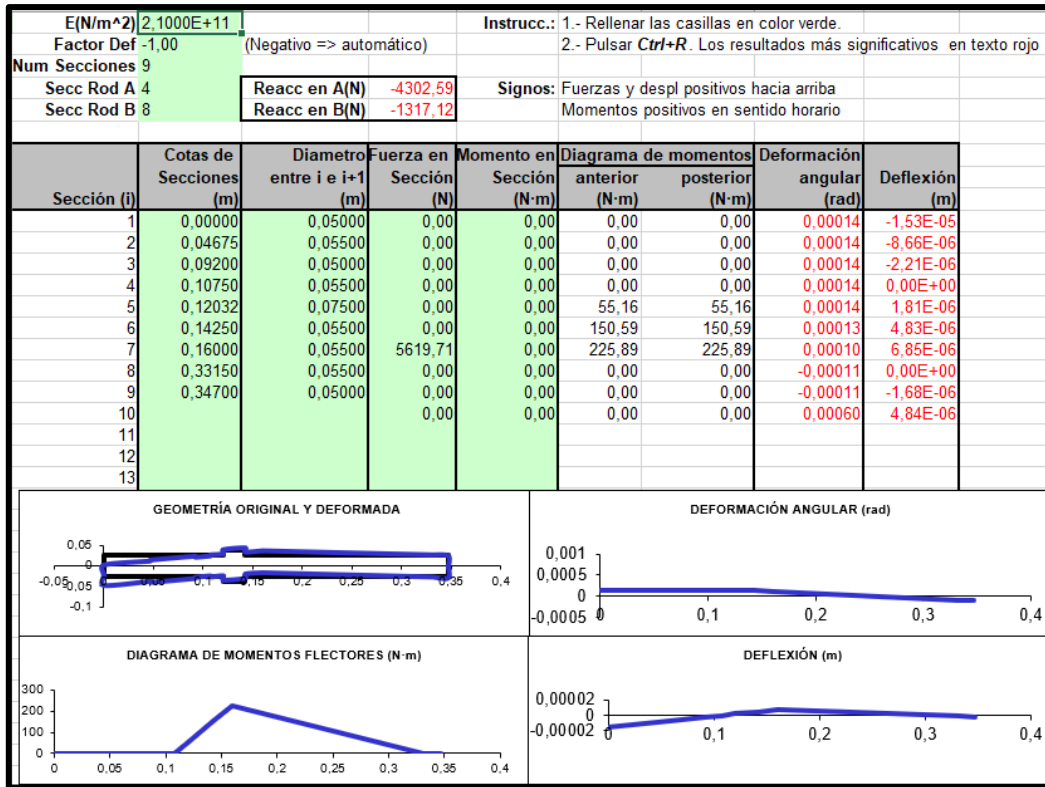 E(N/m^2) 2,1000E+11 Instrucc.: 1.- Rellenar las casillas en color verde.
Factor Def -1,00 (Negativo => automático) 2.- Pulsar Ctrl+R. Los resultados más significativos en texto rojo
Num Secciones 9
Secc Rod A 4 Reacc en A(N) -4302,59 Signos: Fuerzas y despl positivos hacia arriba
Secc Rod B 8 Reacc en B(N) -1317,12 Momentos positivos en sentido horario
Cotas de Diametro Fuerza en Momento en Diagrama de momentos Deformación
Secciones entre i e i+1 Sección Sección anterior posterior angular Deflexión
Sección (i) (m) (m) (N) (N·m) (N·m) (N·m) (rad) (m)
1 0,00000 0,05000 0,00 0,00 0,00 0,00 0,00014 -1,53E-05
2 0,04675 0,05500 0,00 0,00 0,00 0,00 0,00014 -8,66E-06
3 0,09200 0,05000 0,00 0,00 0,00 0,00 0,00014 -2,21E-06
4 0,10750 0,05500 0,00 0,00 0,00 0,00 0,00014 0,00E+00
5 0,12032 0,07500 0,00 0,00 55,16 55,16 0,00014 1,81E-06
6 0,14250 0,05500 0,00 0,00 150,59 150,59 0,00013 4,83E-06
7 0,16000 0,05500 5619,71 0,00 225,89 225,89 0,00010 6,85E-06
8 0,33150 0,05500 0,00 0,00 0,00 0,00 -0,00011 0,00E+00
9 0,34700 0,05000 0,00 0,00 0,00 0,00 -0,00011 -1,68E-06
10 0,00 0,00 0,00 0,00 0,00060 4,84E-06
11
12
13
GEOMETRÍA ORIGINAL Y DEFORMADA
0,05
0
-0,05 0,05 0,1 0,15 0,2 0,25 0,3 0,35 0,4
-0,05
-0,1
DEFORMACIÓN ANGULAR (rad)
0,001
0,0005
0
-0,0005 0 0,1 0,2 0,3 0,4
DIAGRAMA DE MOMENTOS FLECTORES (N·m)
300
200
100
0
0 0,05 0,1 0,15 0,2 0,25 0,3 0,35 0,4
DEFLEXIÓN (m)
0,00002
0
-0,00002 0 0,1 0,2 0,3 0,4